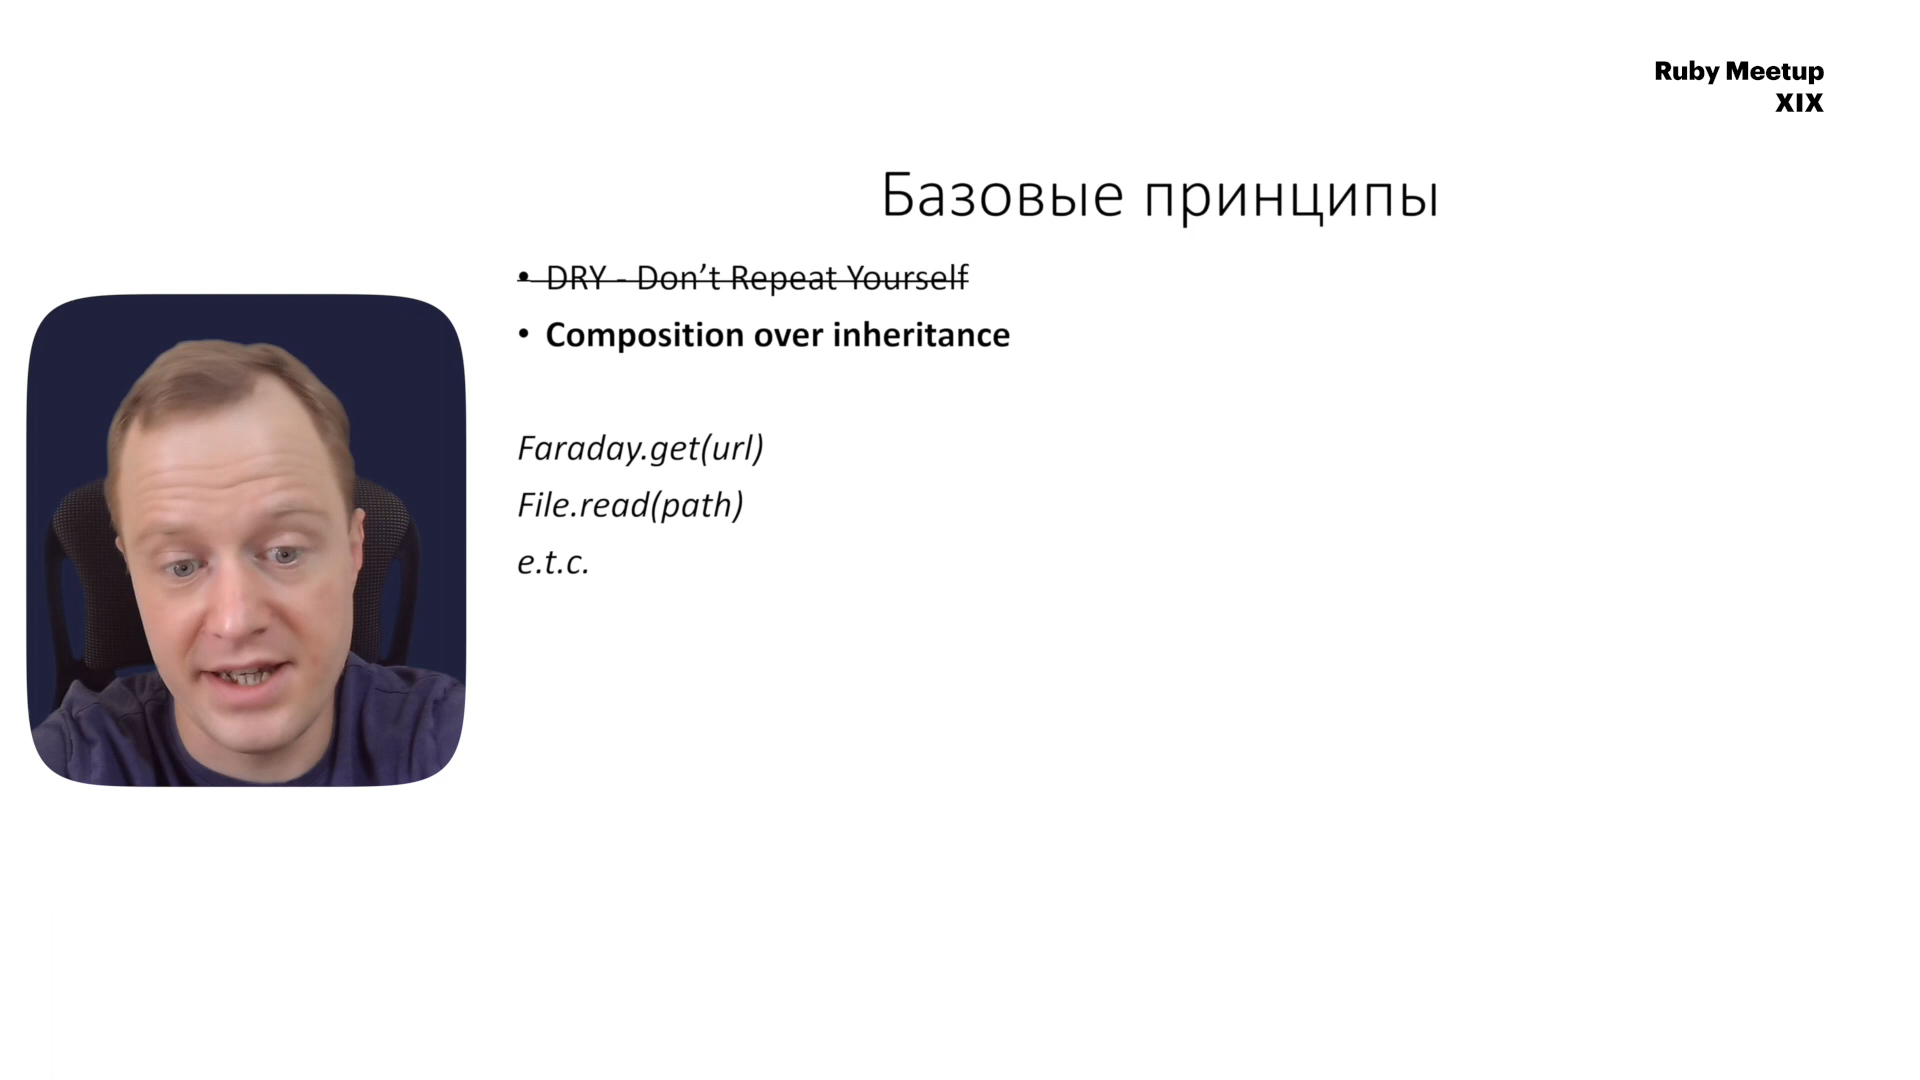 Ruby Meetup
XIX
Базовые принципы
• DRY - Don’t Repeat Yourself
• Composition over inheritance
Faraday.get(url)
File.read(path)
e.t.c.